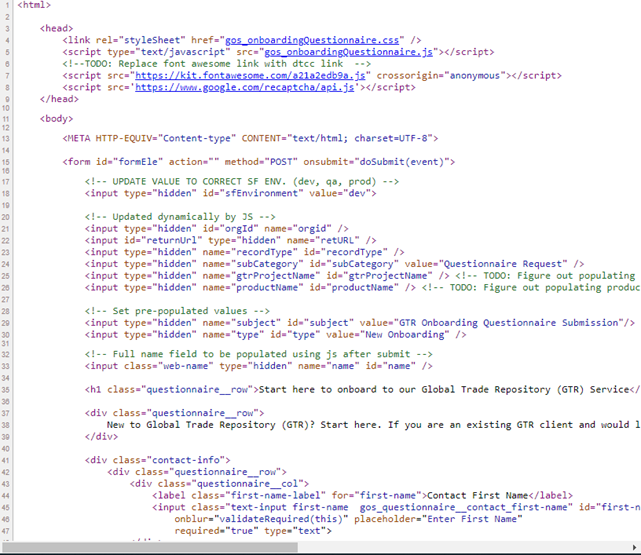 1 <html>
2
3 <head>
4 <link rel="styleSheet" href="gos_onboardingQuestionnaire.css" />
5 <script type="text/javascript" src="gos_onboardingQuestionnaire.js"></script>
6 <!--TODO: Replace font awesome link with dtcc link  -->
7 <script src="https://kit.fontawesome.com/a21a2edb9a.js" crossorigin="anonymous"></script>
8 <script src='https://www.google.com/recaptcha/api.js'></script>
9 </head>
10
11 <body>
12
13 <META HTTP-EQUIV="Content-type" CONTENT="text/html; charset=UTF-8">
14
15 <form id="formEle" action="" method="POST" onsubmit="doSubmit(event)">
16
17 <!-- UPDATE VALUE TO CORRECT SF ENV. (dev, qa, prod) -->
18 <input type="hidden" id="sfEnvironment" value="dev">
19
20 <!-- Updated dynamically by JS -->
21 <input type="hidden" id="orgId" name="orgid" />
22 <input id="returnUrl" type="hidden" name="retURL" />
23 <input type="hidden" name="recordType" id="recordType" />
24 <input type="hidden" name="subCategory" id="subCategory" value="Questionnaire Request" />
25 <input type="hidden" name="gtrProjectName" id="gtrProjectName" /> <!-- TODO: Figure out populating
26 <input type="hidden" name="productName" id="productName" /> <!-- TODO: Figure out populating produc
27
28 <!-- Set pre-populated values -->
29 <input type="hidden" name="subject" id="subject" value="GTR Onboarding Questionnaire Submission"/>
30 <input type="hidden" name="type" id="type" value="New Onboarding" />
31
32 <!-- Full name field to be populated using js after submit -->
33 <input class="web-name" type="hidden" name="name" id="name" />
34
35 <h1 class="questionnaire__row">Start here to onboard to our Global Trade Repository (GTR) Service</
36
37 <div class="questionnaire__row">
38 New to Global Trade Repository (GTR)? Start here. If you are an existing GTR client and would l
39 </div>
40
41 <div class="contact-info">
42 <div class="questionnaire__row">
43 <div class="questionnaire__col">
44 <label class="first-name-label" for="first-name">Contact First Name</label>
45 <input class="text-input first-name  gos_questionnaire__contact_first-name" id="first-n
46 onblur="validateRequired(this)" placeholder="Enter First Name"
47 required="true" type="text">